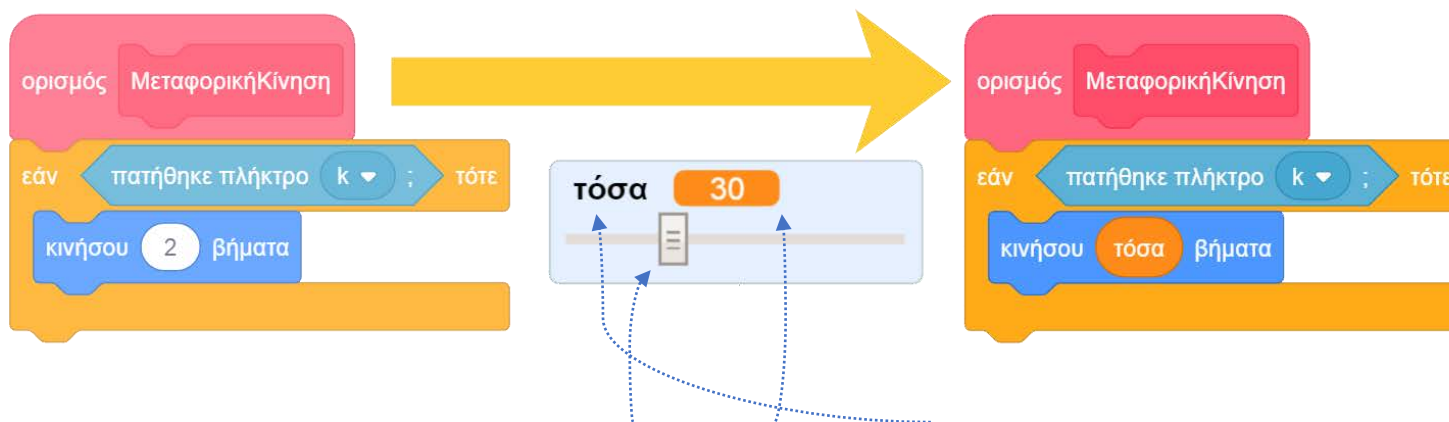 ορισμός ΜεταφορικήΚίνηση
εάν πατήθηκε πλήκτρο k ; τότε
κινήσου 2 βήματα
τόσα 30
ορισμός ΜεταφορικήΚίνηση
εάν πατήθηκε πλήκτρο k ; τότε
κινήσου τόσα βήματα